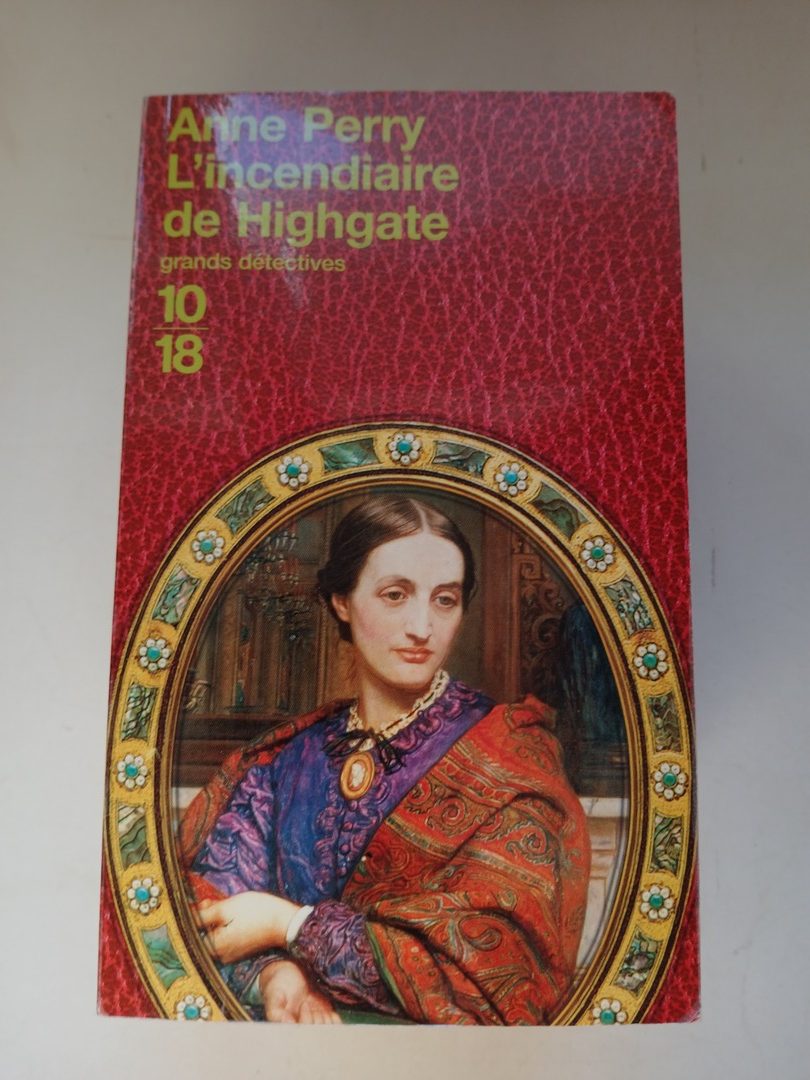 Anne Perry
L'incendiaire
de Highgate
grands détectives
10
18